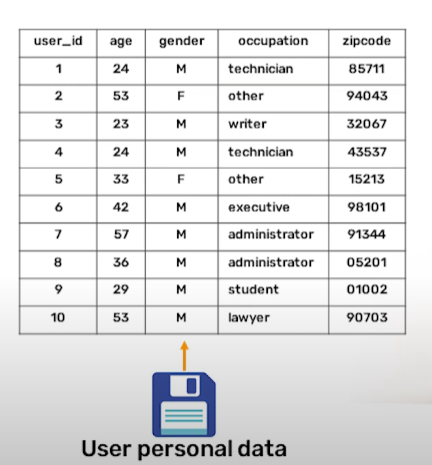 user_id age gender occupation zipcode
1 24 M technician 85711
2 53 F other 94043
3 23 M writer 32067
4 24 M technician 43537
5 33 F other 15213
6 42 M executive 98101
7 57 M administrator 91344
8 36 M administrator 05201
9 29 M student 01002
10 53 M lawyer 90703
User personal data